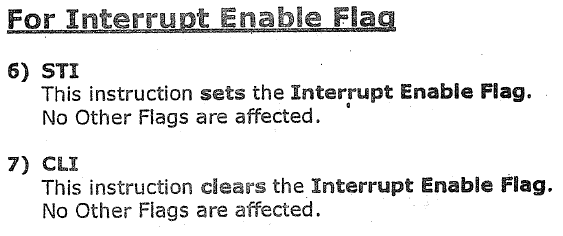 For Interrupt Enable Flag
6) STI
This instruction sets the Interrupt Enable Flag.
No Other Flags are affected.
7) CLI
This instruction clears the Interrupt Enable Flag.
No Other Flags are affected.